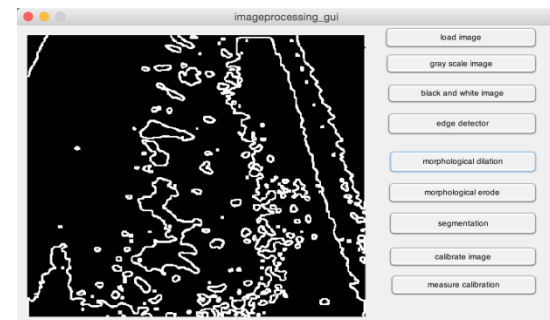 imageprocessing_gui
load image
gray scale image
black and white image
edge detector
morphological dilation
morphological erode
segmentation
calibrate image
measure calibration